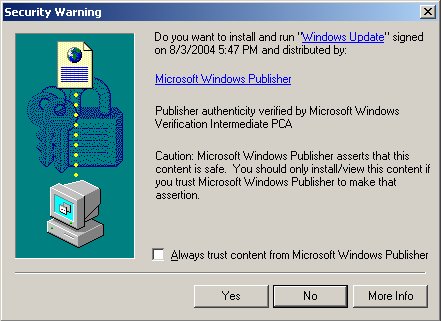 Security Warning
Do you want to install and run "Windows Update" signed
on 8/3/2004 5:47 PM and distributed by:
Microsoft Windows Publisher
Publisher authenticity verified by Microsoft Windows
Verification Intermediate PCA
Caution: Microsoft Windows Publisher asserts that this
content is safe. You should only install/view this content if
you trust Microsoft Windows Publisher to make that
assertion.
Always trust content from Microsoft Windows Publisher
Yes
No
More Info